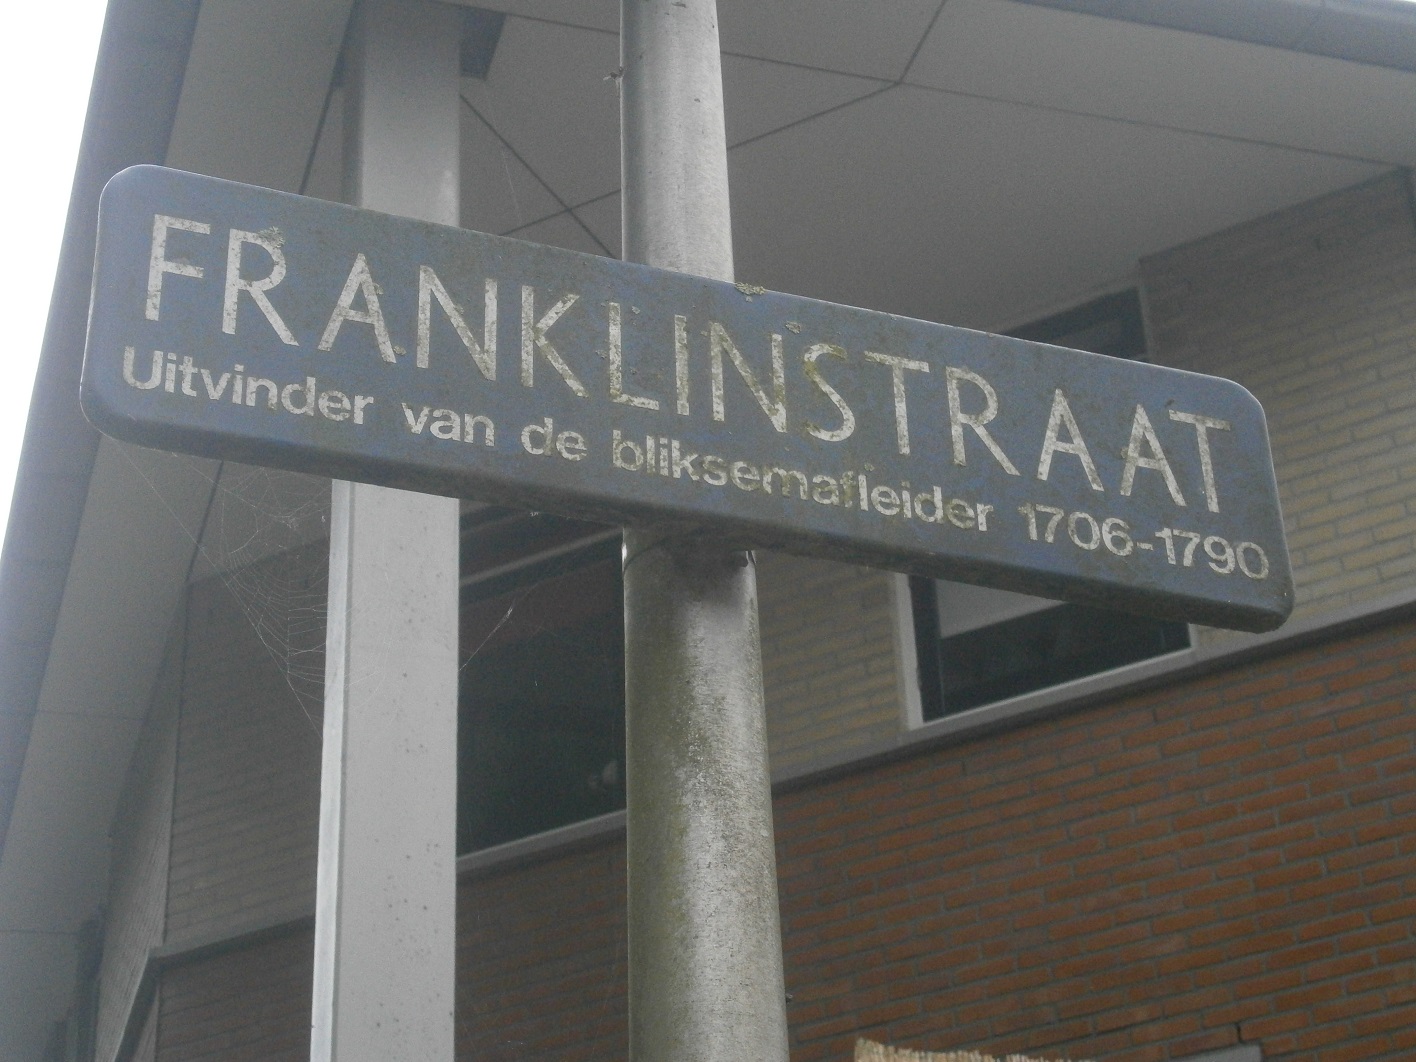 FRANKLINSTRAAT
Uitvinder van de bliksemafleider 1706-1790